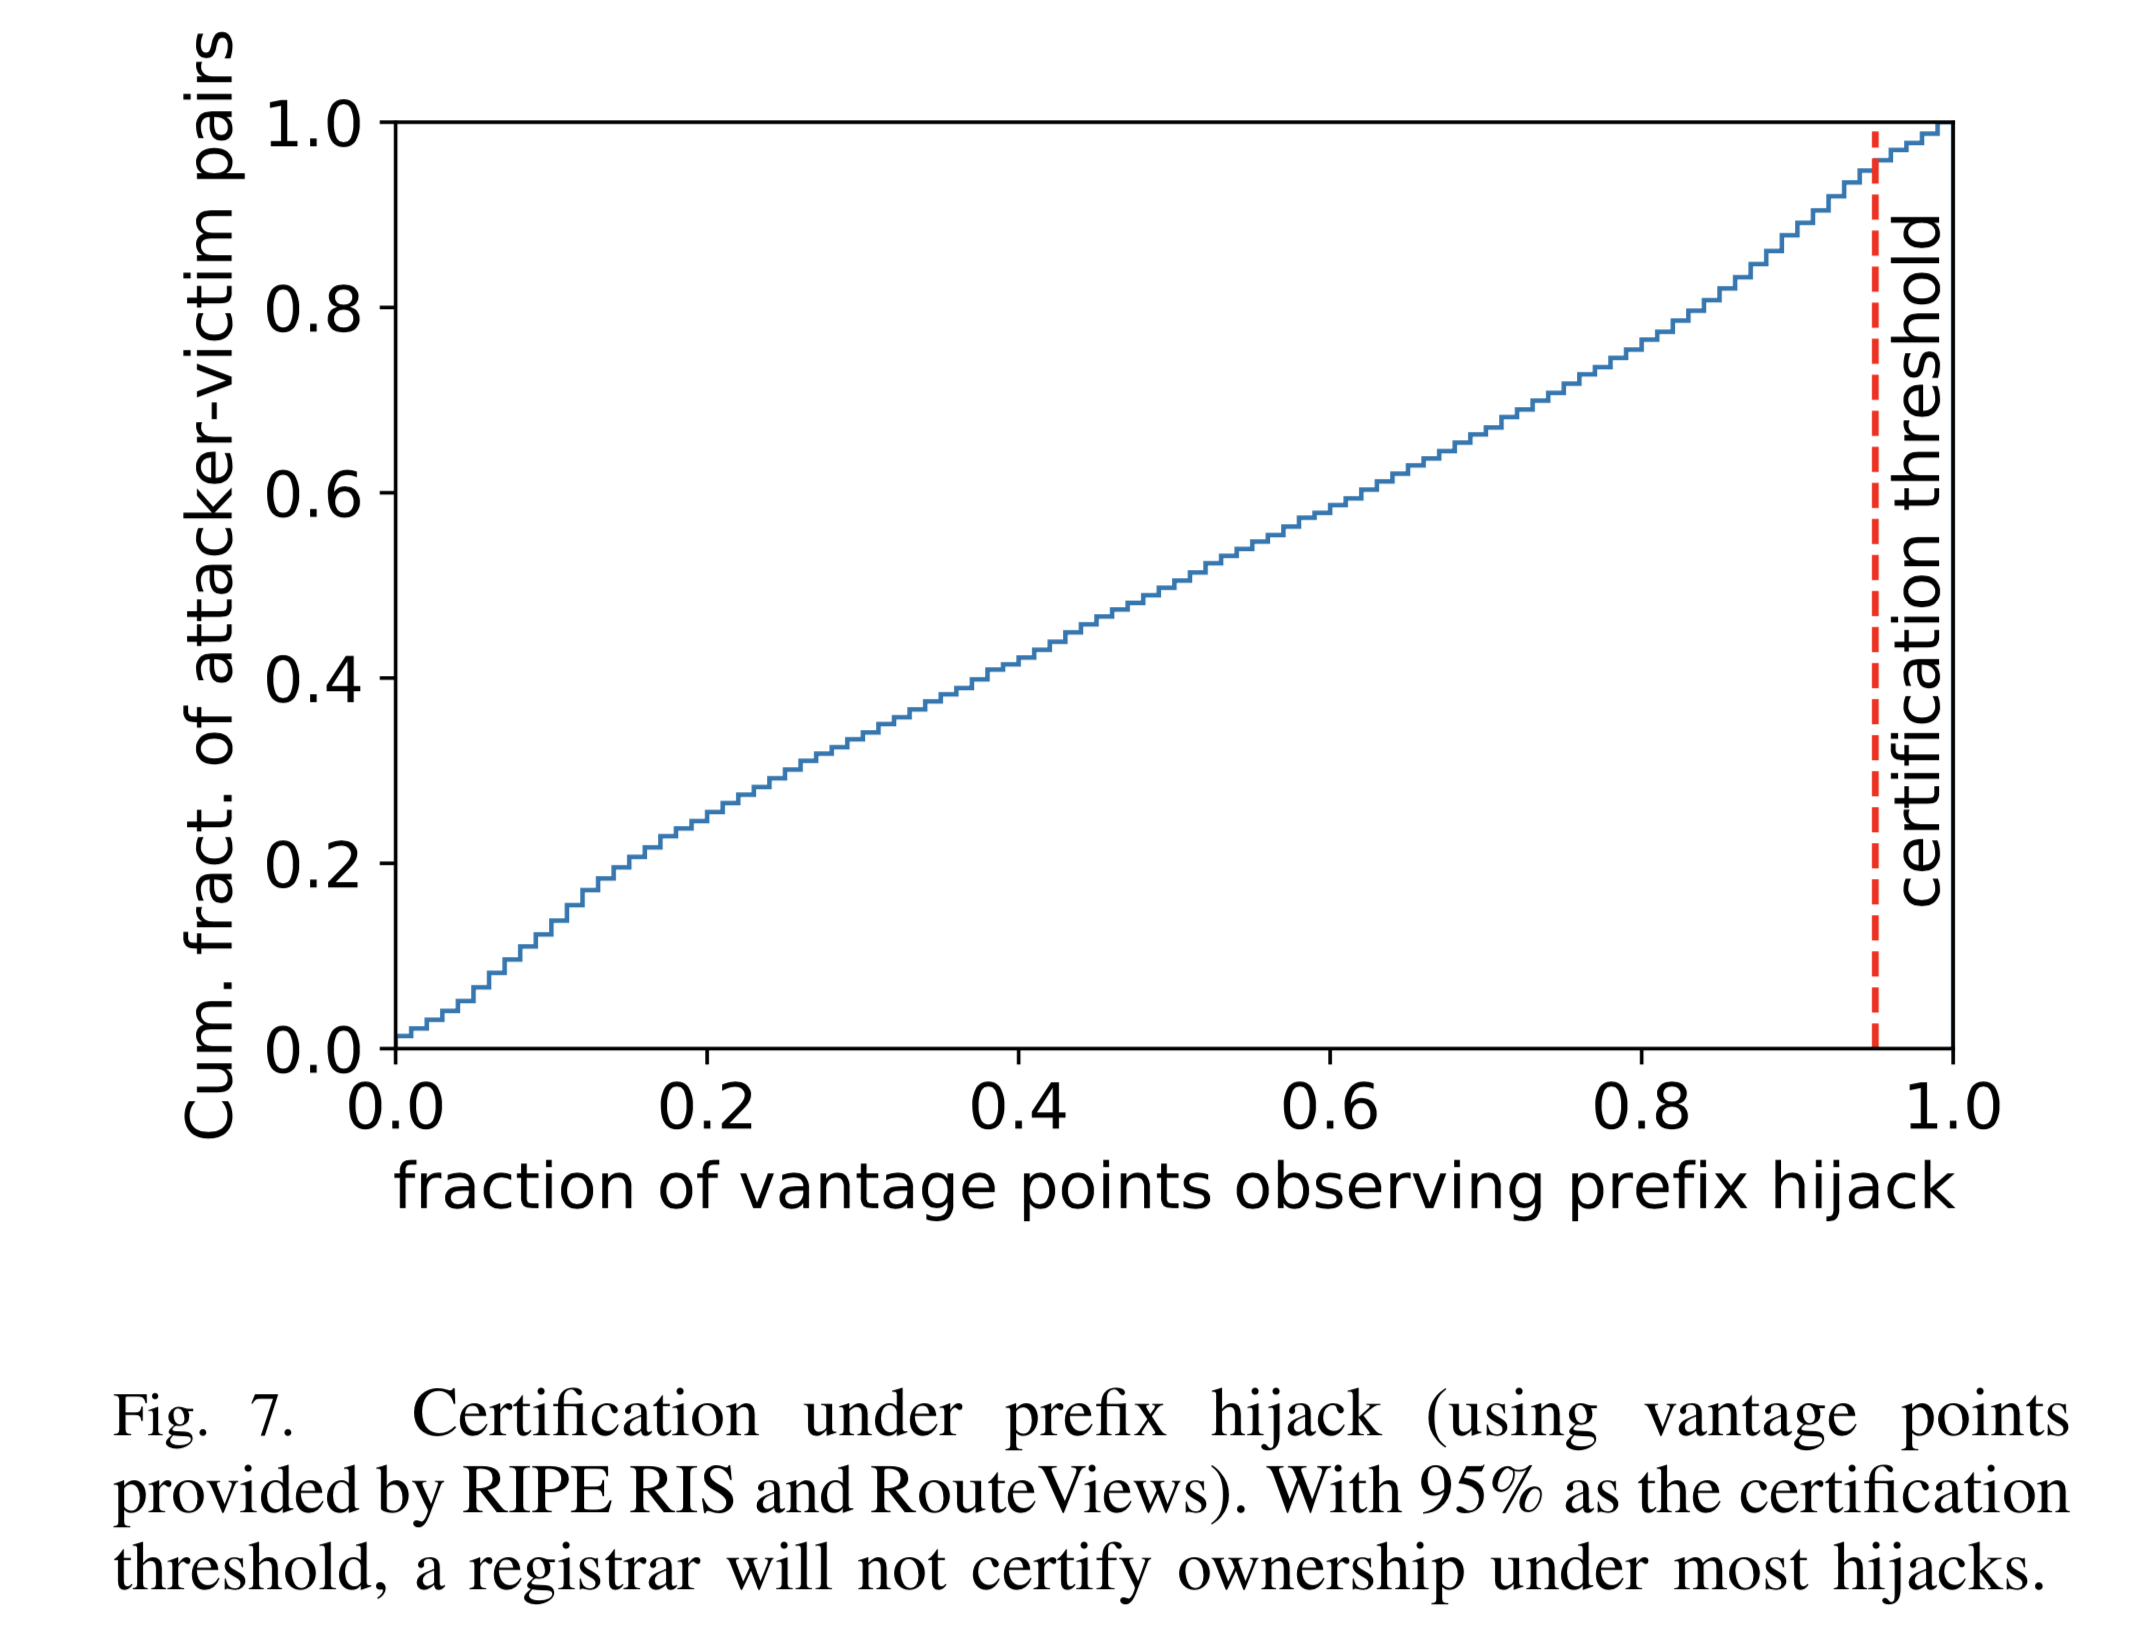 Cum. fract. of attacker-victim pairs
1.0
0.8
0.6
0.4
0.2
0.0
certification threshold
0.0 0.2 0.4 0.6 0.8 1.0
fraction of vantage points observing prefix hijack
Fig. 7. Certification under prefix hijack (using vantage points
provided by RIPE RIS and RouteViews). With 95% as the certification
threshold, a registrar will not certify ownership under most hijacks.